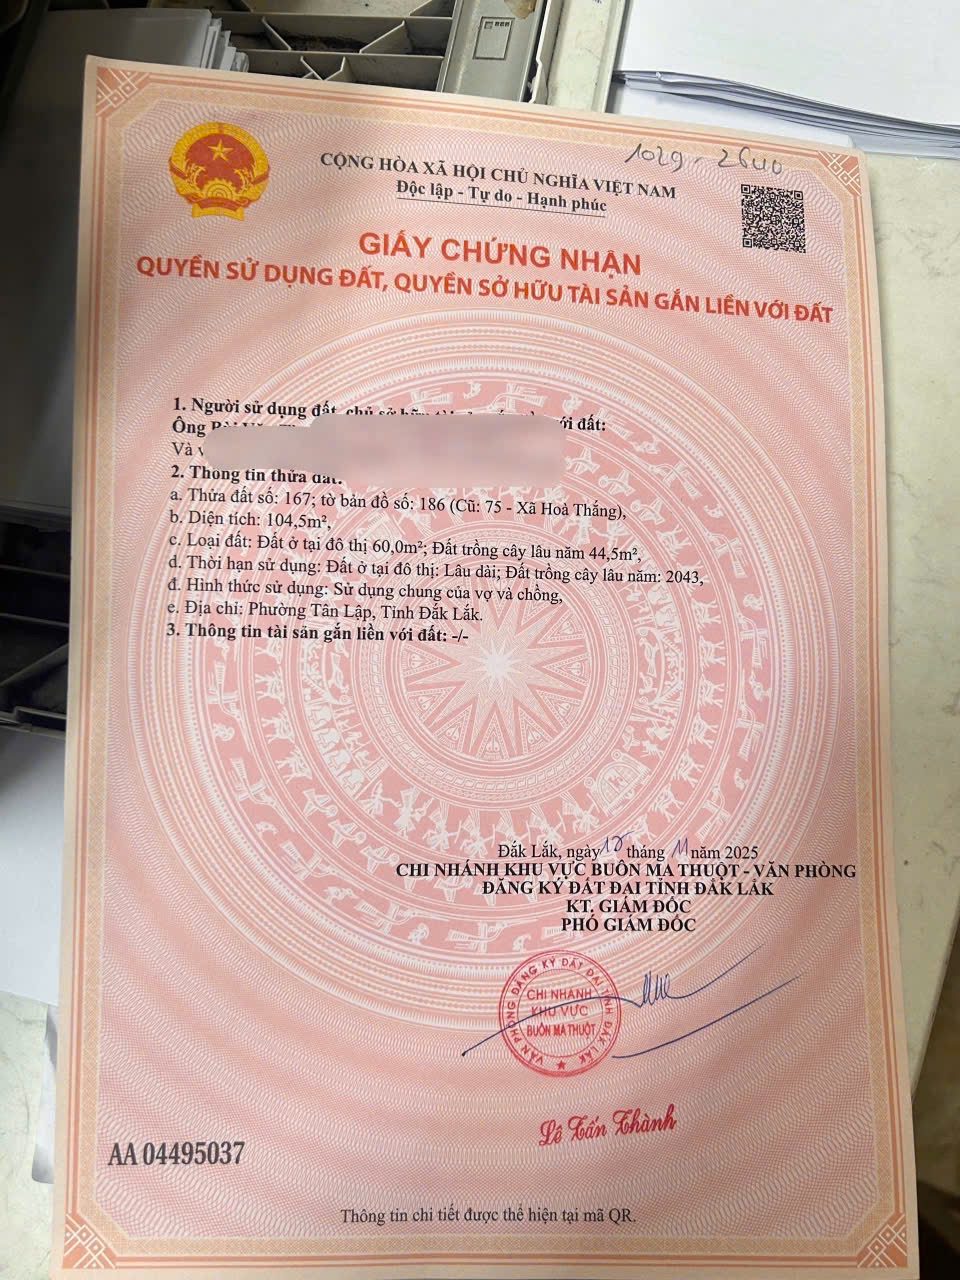 1029 - 2640
CỘNG HÒA XÃ HỘI CHỦ NGHĨA VIỆT NAM
Độc lập - Tự do - Hạnh phúc
GIẤY CHỨNG NHẬN
QUYỀN SỬ DỤNG ĐẤT, QUYỀN SỞ HỮU TÀI SẢN GẮN LIỀN VỚI ĐẤT
1. Người sử dụng đất, chủ sở hữu với đất:
Ông
Và
2. Thông tin thửa đất:
a. Thửa đất số: 167; tờ bản đồ số: 186 (Cũ: 75 - Xã Hoà Thắng),
b. Diện tích: 104,5m²,
c. Loại đất: Đất ở tại đô thị 60,0m²; Đất trồng cây lâu năm 44,5m²,
d. Thời hạn sử dụng: Đất ở tại đô thị: Lâu dài; Đất trồng cây lâu năm: 2043,
đ. Hình thức sử dụng: Sử dụng chung của vợ và chồng,
e. Địa chỉ: Phường Tân Lập, Tỉnh Đắk Lắk.
3. Thông tin tài sản gắn liền với đất: -/-
Đắk Lắk, ngày tháng 11 năm 2025
CHI NHÁNH KHU VỰC BUÔN MA THUỘT - VĂN PHÒNG
ĐĂNG KÝ ĐẤT ĐAI TỈNH ĐẮK LẮK
KT. GIÁM ĐỐC
PHÓ GIÁM ĐỐC
VĂN PHÒNG ĐĂNG KÝ ĐẤT ĐAI TỈNH ĐẮK LẮK
CHI NHÁNH
KHU VỰC
BUÔN MA THUỘT
Lê Tấn Thành
AA 04495037
Thông tin chi tiết được thể hiện tại mã QR.